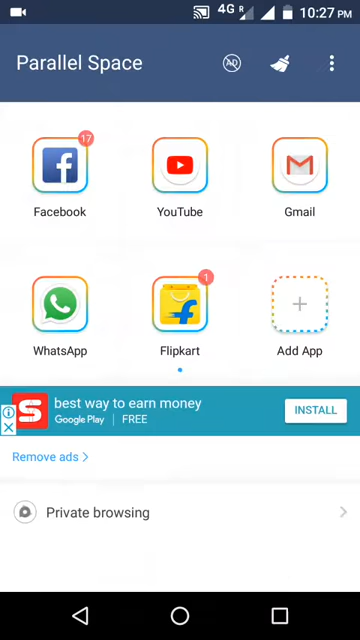 4G R 10:27 PM
Parallel Space
AD
17
Facebook
YouTube
Gmail
1
WhatsApp
Flipkart
Add App
best way to earn money
Google Play | FREE
INSTALL
Remove ads
Private browsing